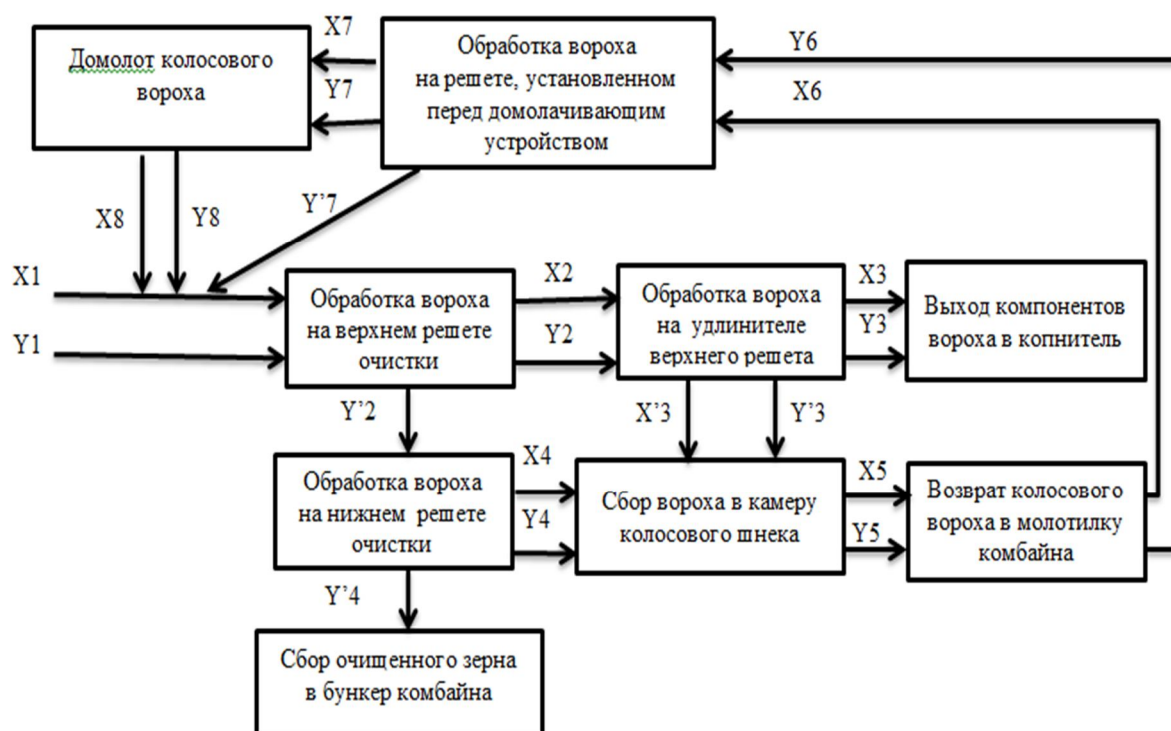 X7
Домолот колосового
вороха
Y7
Обработка вороха
на решете, установленном
перед домолачивающим
устройством
Y6
X6
X8
Y8
Y’7
X1
Y1
Обработка вороха
на верхнем решете
очистки
X2
Y2
Обработка вороха
на удлинителе
верхнего решета
X3
Y3
Выход компонентов
вороха в копнитель
Y’2
X’3
Y’3
Обработка вороха
на нижнем решете
очистки
X4
Y4
Сбор вороха в камеру
колосового шнека
X5
Y5
Возврат колосового
вороха в молотилку
комбайна
Y’4
Сбор очищенного зерна
в бункер комбайна